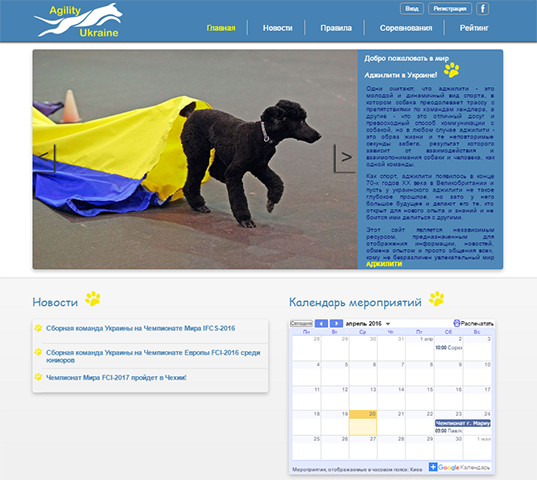 Agility
Ukraine
Вход
Регистрация
f
Главная
Новости
Правила
Соревнования
Рейтинг
Добро пожаловать в мир
Аджилити в Украине!
Одни считают, что аджилити - это
молодой и динамичный вид спорта, в
котором собака преодолевает трассу с
препятствиями по командам хендлера, а
другие - что это отличный досуг и
превосходный способ коммуникации с
собакой, но в любом случае аджилити -
это образ жизни и те неповторимые
секунды забега, результат которого
зависит от взаимодействия и
взаимопонимания собаки и человека, как
одной команды.
Как спорт, аджилити появилось в конце
70-х годов XX века в Великобритании и
пусть у украинского аджилити не такое
глубокое прошлое, но зато у него
большое будущее и делают его те, кто
открыт для нового опыта и знаний и не
боится ими делиться с другими.
Этот сайт является независимым
ресурсом, предназначенным для
отображения информации, новостей,
обмена опытом и просто общения всех,
кому не безразличен увлекательный мир
АДЖИЛИТИ
<
>
Новости
Сборная команда Украины на Чемпионате Мира IFCS-2016
Сборная команда Украины на Чемпионате Европы FCI-2016 среди
юниоров
Чемпионат Мира FCI-2017 пройдет в Чехии!
Календарь мероприятий
Сегодня
апрель 2016
Распечатать
Пн Вт Ср Чт Пт Сб Вс
28 29 30 31 1 апр 2 3
10:00 Сорев
4 5 6 7 8 9 10
11 12 13 14 15 16 17
18 19 20 21 22 23 24
Чемпионат г. Мариу
09:00 Павло
25 26 27 28 29 30 1 мая
Мероприятия, отображаемые в часовом поясе: Киев
Google Календарь